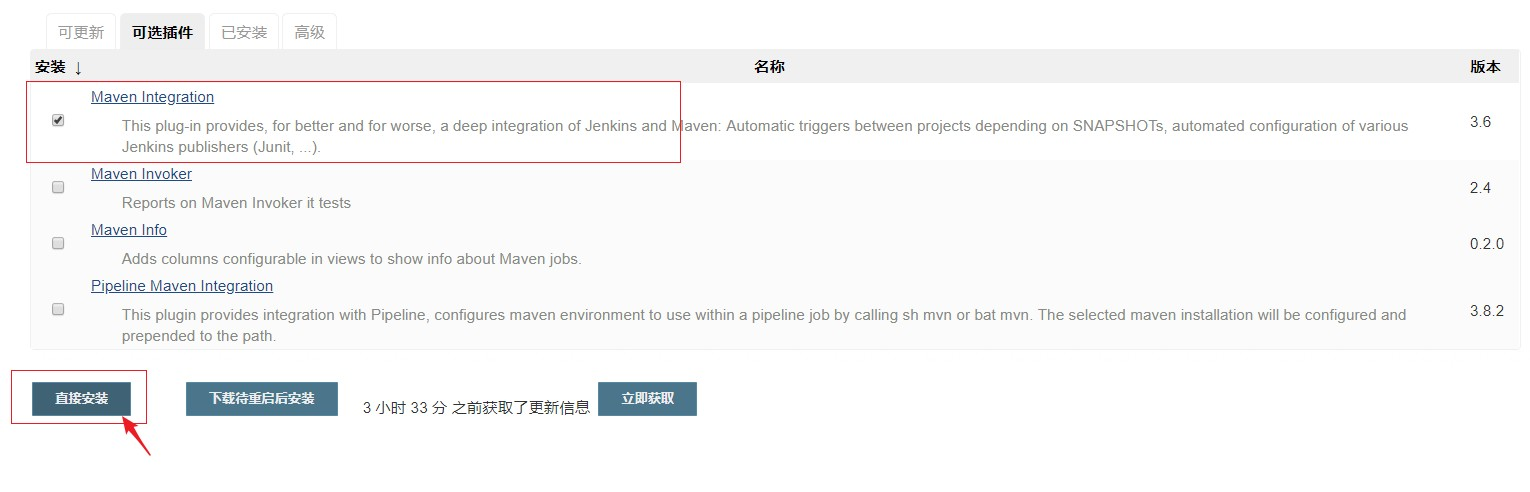 可更新 可选插件 已安装 高级
安装 ↓ 名称 版本
Maven Integration
This plug-in provides, for better and for worse, a deep integration of Jenkins and Maven: Automatic triggers between projects depending on SNAPSHOTs, automated configuration of various
3.6
Jenkins publishers (Junit, ...).
Maven Invoker
2.4
Reports on Maven Invoker it tests
Maven Info
0.2.0
Adds columns configurable in views to show info about Maven jobs.
Pipeline Maven Integration
This plugin provides integration with Pipeline, configures maven environment to use within a pipeline job by calling sh mvn or bat mvn. The selected maven installation will be configured and
3.8.2
prepended to the path.
直接安装 下载待重启后安装 3 小时 33 分 之前获取了更新信息 立即获取